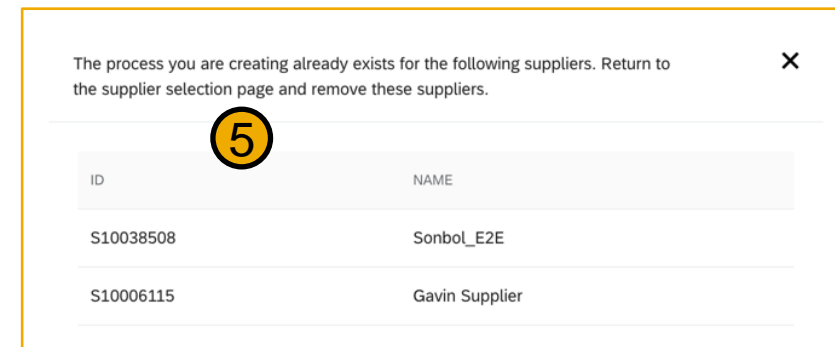 The process you are creating already exists for the following suppliers. Return to
the supplier selection page and remove these suppliers.
5
ID NAME
S10038508 Sonbol_E2E
S10006115 Gavin Supplier